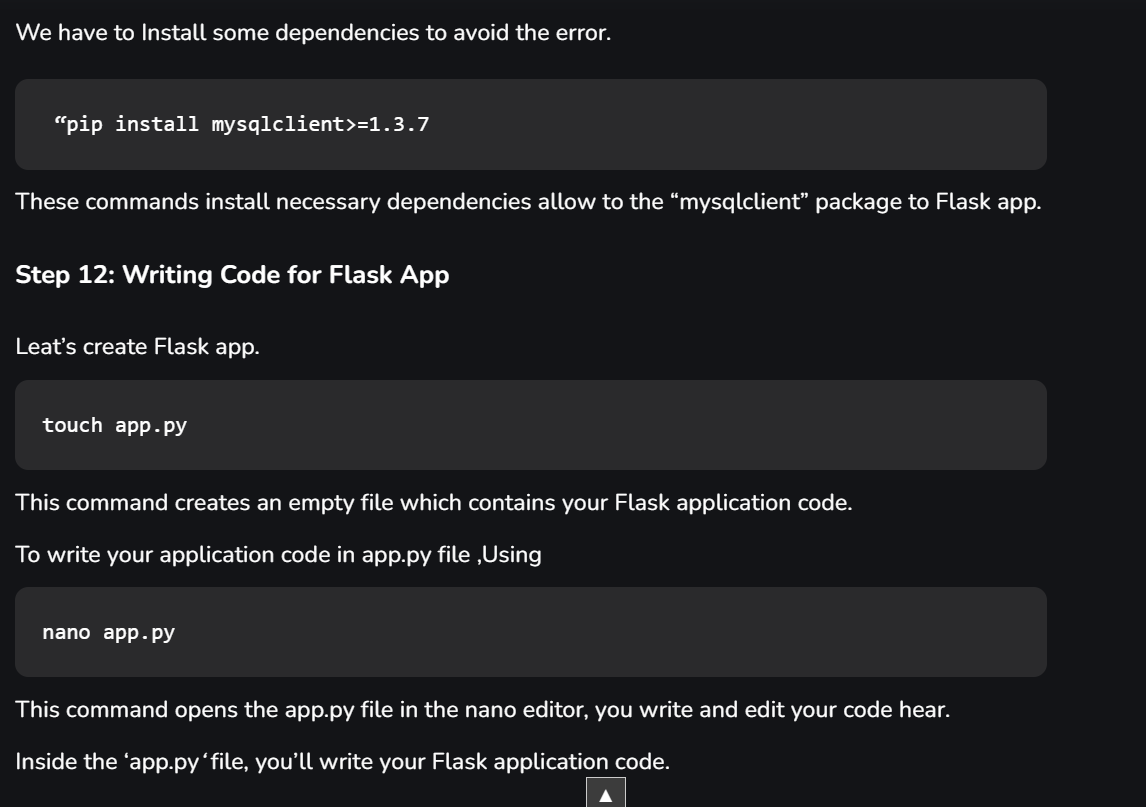 We have to Install some dependencies to avoid the error.
“pip install mysqlclient>=1.3.7
These commands install necessary dependencies allow to the “mysqlclient” package to Flask app.
Step 12: Writing Code for Flask App
Leat’s create Flask app.
touch app.py
This command creates an empty file which contains your Flask application code.
To write your application code in app.py file ,Using
nano app.py
This command opens the app.py file in the nano editor, you write and edit your code hear.
Inside the ‘app.py‘ file, you’ll write your Flask application code.